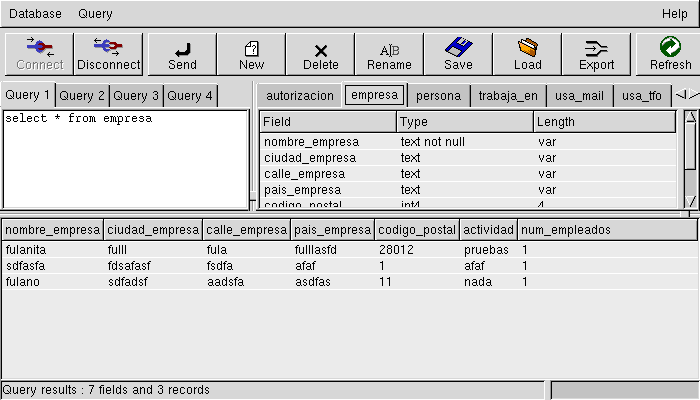 Database Query Help
Connect Disconnect Send New Delete Rename Save Load Export Refresh
Query 1 Query 2 Query 3 Query 4
select * from empresa
autorizacion empresa persona trabaja_en usa_mail usa_tfo
Field Type Length
nombre_empresa text not null var
ciudad_empresa text var
calle_empresa text var
pais_empresa text var
codigo_postal int4 4
nombre_empresa ciudad_empresa calle_empresa pais_empresa codigo_postal actividad num_empleados
fulanita fulll fula fulllasfd 28012 pruebas 1
sdfasfa fdsafasf fsdfa afaf 1 afaf 1
fulano sdfadsf aadsfa asdfas 11 nada 1
Query results : 7 fields and 3 records